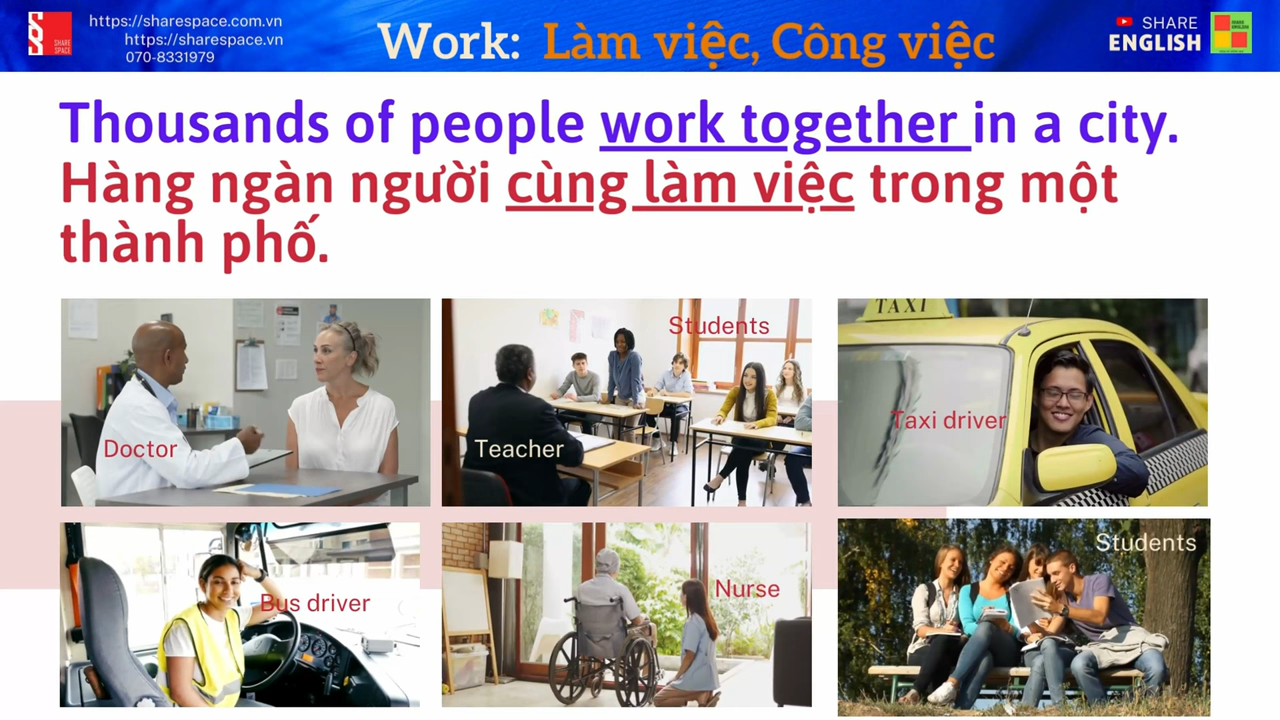 SHARE
SPACE
https://sharespace.com.vn
https://sharespace.vn
070-8331979
Work: Làm việc, Công việc
SHARE
ENGLISH
Thousands of people work together in a city.
Hàng ngàn người cùng làm việc trong một
thành phố.
Doctor
Teacher
Students
TAXI
Taxi driver
Bus driver
Nurse
Students